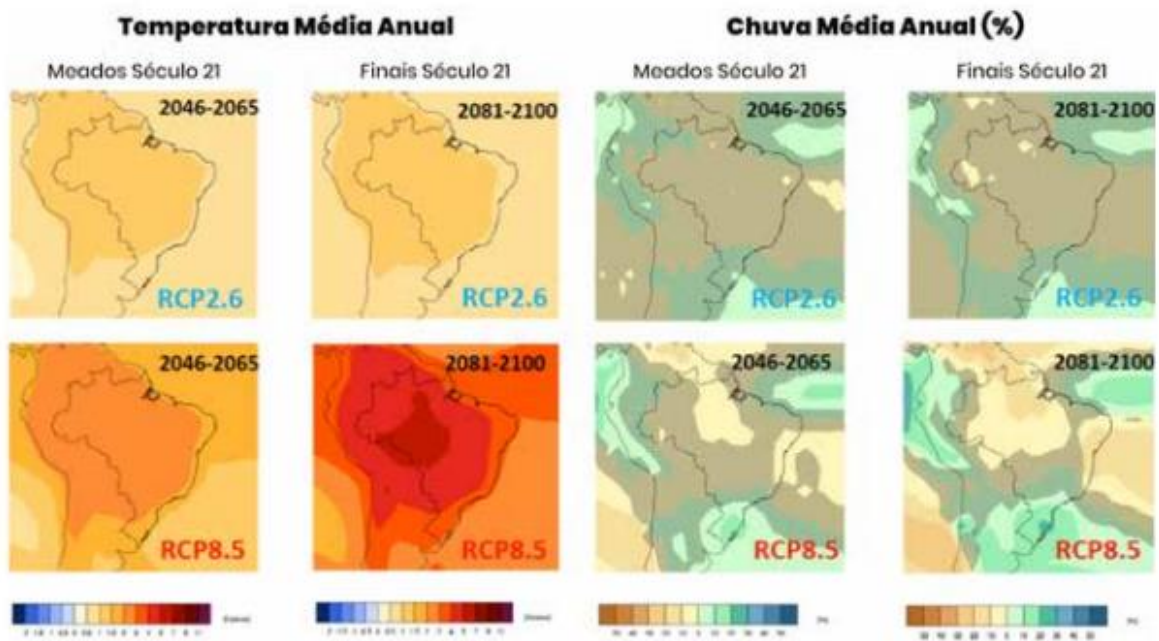 Temperatura Média Anual
Chuva Média Anual (%)
Meados Século 21
Finais Século 21
Meados Século 21
Finais Século 21
2046-2065
2081-2100
2046-2065
2081-2100
RCP2.6
RCP2.6
RCP2.6
RCP2.6
2046-2065
2081-2100
2046-2065
2081-2100
RCP8.5
RCP8.5
RCP8.5
RCP8.5